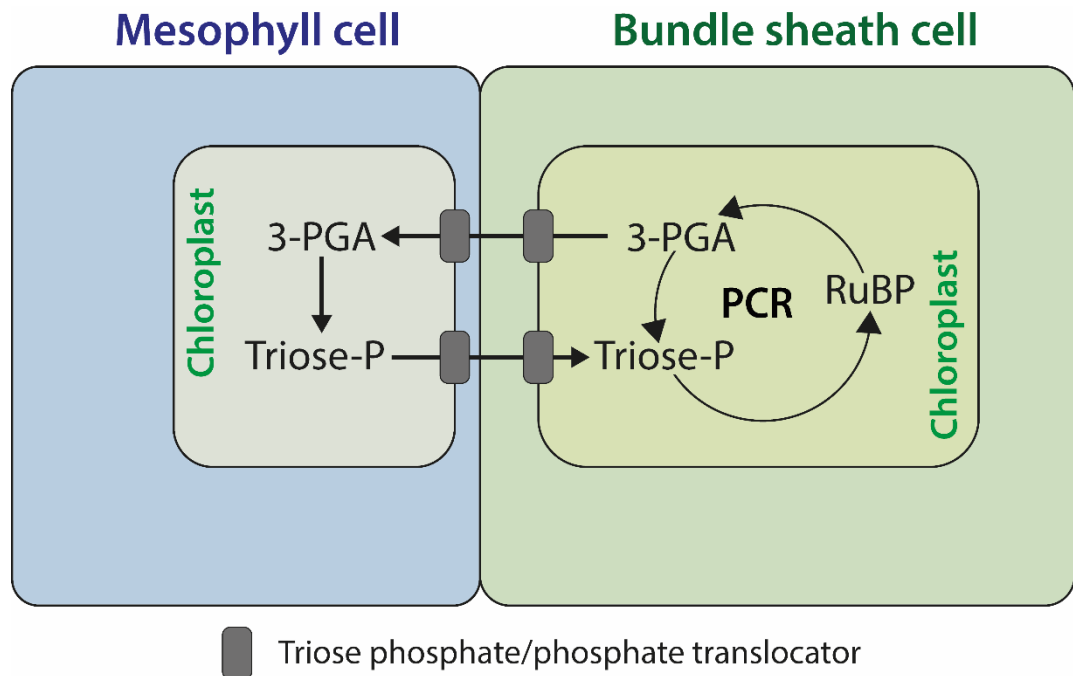 Mesophyll cell
Bundle sheath cell
Chloroplast
3-PGA
Triose-P
3-PGA
PCR
RuBP
Triose-P
Chloroplast
Triose phosphate/phosphate translocator